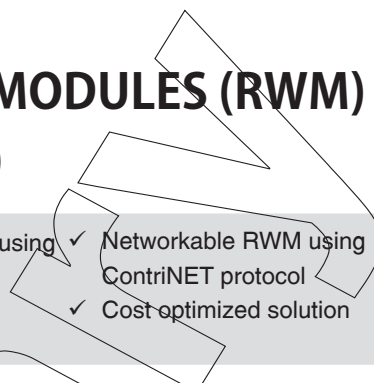 MODULES (RWM)
)
using ✓ Networkable RWM using
ContriNET protocol
✓ Cost optimized solution